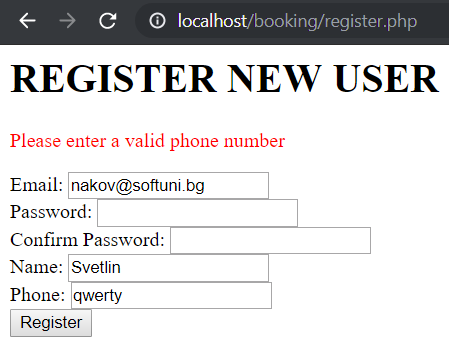 localhost/booking/register.php
REGISTER NEW USER
Please enter a valid phone number
Email: nakov@softuni.bg
Password:
Confirm Password:
Name: Svetlin
Phone: qwerty
Register